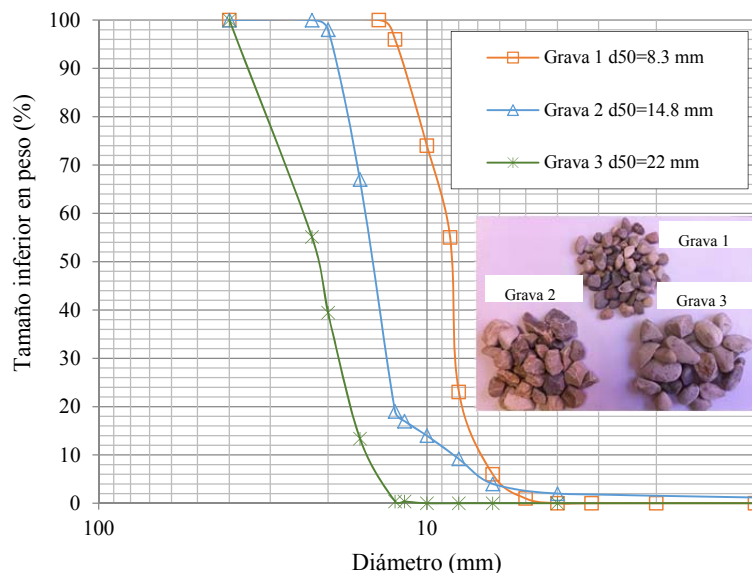 100
90
80
70
60
50
40
30
20
10
0
Tamaño inferior en peso (%)
Grava 1 d50=8.3 mm
Grava 2 d50=14.8 mm
Grava 3 d50=22 mm
Grava 1
Grava 2
Grava 3
100
10
Diámetro (mm)